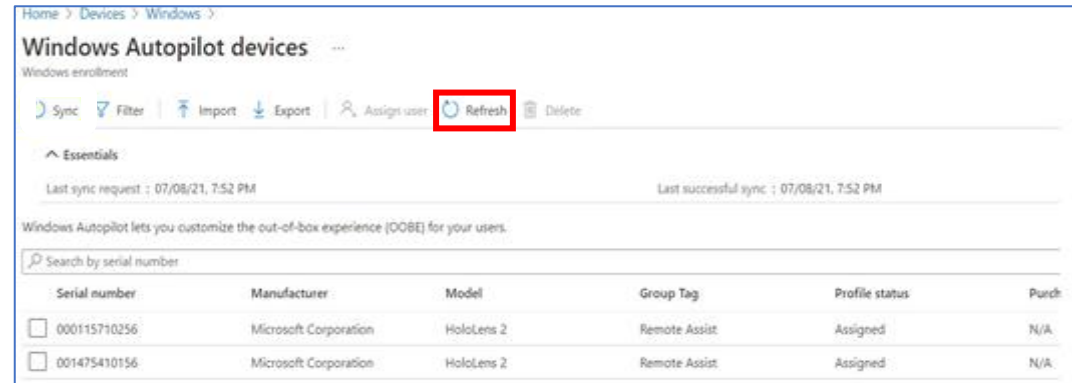 Home > Devices > Windows >
Windows Autopilot devices ...
Windows enrollment
Sync Filter Import Export Assign user Refresh Delete
Essentials
Last sync request : 07/08/21, 7:52 PM Last successful sync : 07/08/21, 7:52 PM
Windows Autopilot lets you customize the out-of-box experience (OOBE) for your users.
Search by serial number
Serial number Manufacturer Model Group Tag Profile status Purch
000115710256 Microsoft Corporation HoloLens 2 Remote Assist Assigned N/A
001475410156 Microsoft Corporation HoloLens 2 Remote Assist Assigned N/A